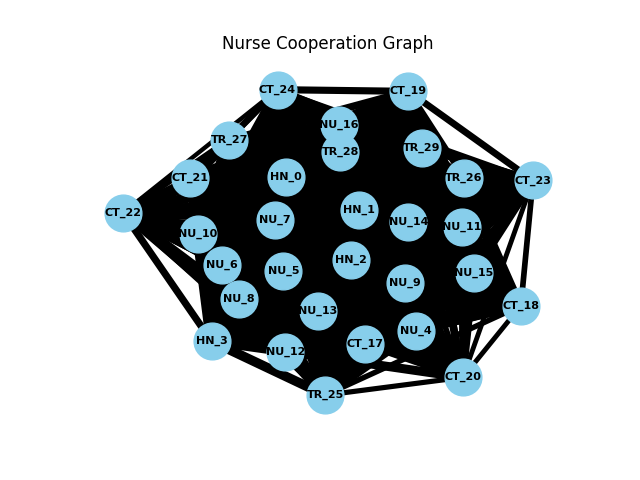 Nurse Cooperation Graph
CT_24
CT_19
NU_16
TR_27
TR_28
TR_29
CT_21
HN_0
TR_26
CT_23
CT_22
HN_1
NU_7
NU_14
NU_11
NU_10
HN_2
NU_6
NU_5
NU_15
NU_9
NU_8
CT_18
NU_13
NU_4
HN_3
CT_17
NU_12
CT_20
TR_25